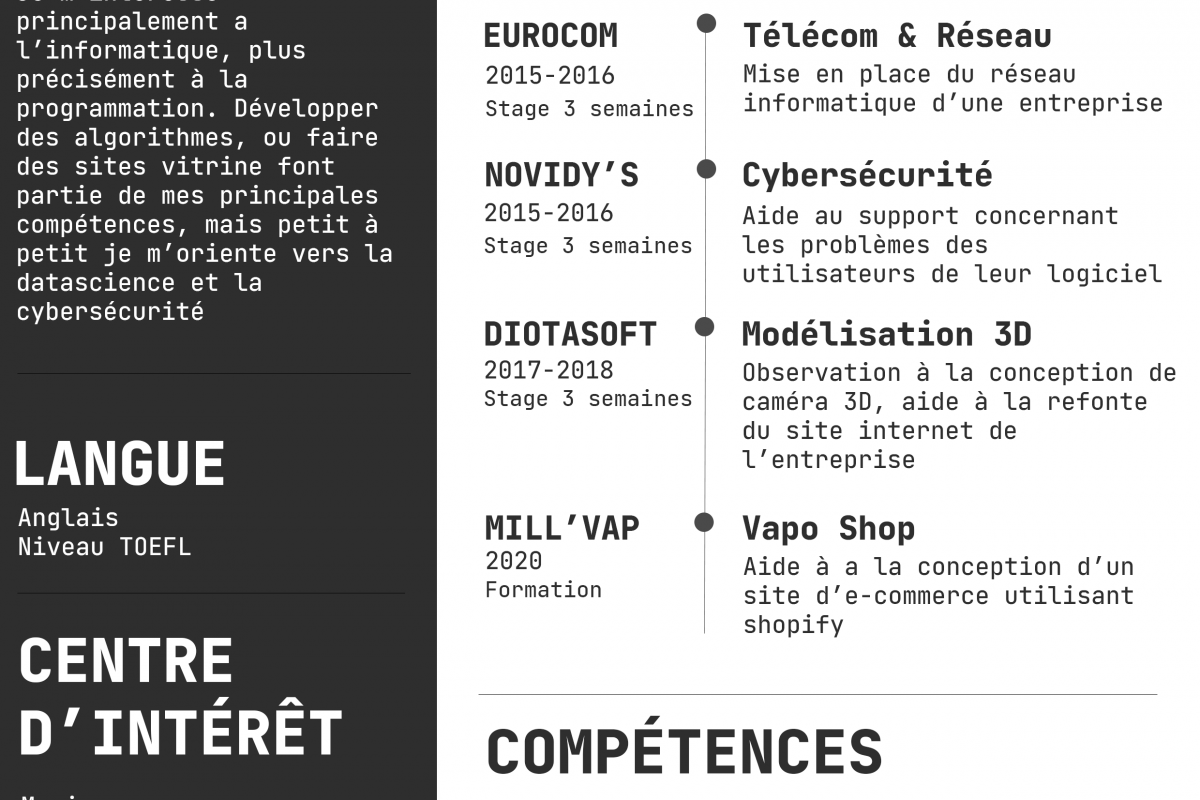 principalement a
l’informatique, plus
précisément à la
programmation. Développer
des algorithmes, ou faire
des sites vitrine font
partie de mes principales
compétences, mais petit à
petit je m’oriente vers la
datascience et la
cybersécurité
LANGUE
Anglais
Niveau TOEFL
CENTRE
D’INTÉRÊT
EUROCOM
2015-2016
Stage 3 semaines
Télécom & Réseau
Mise en place du réseau
informatique d’une entreprise
NOVIDY’S
2015-2016
Stage 3 semaines
Cybersécurité
Aide au support concernant
les problèmes des
utilisateurs de leur logiciel
DIOTASOFT
2017-2018
Stage 3 semaines
Modélisation 3D
Observation à la conception de
caméra 3D, aide à la refonte
du site internet de
l’entreprise
MILL’VAP
2020
Formation
Vapo Shop
Aide à a la conception d’un
site d’e-commerce utilisant
shopify
COMPÉTENCES